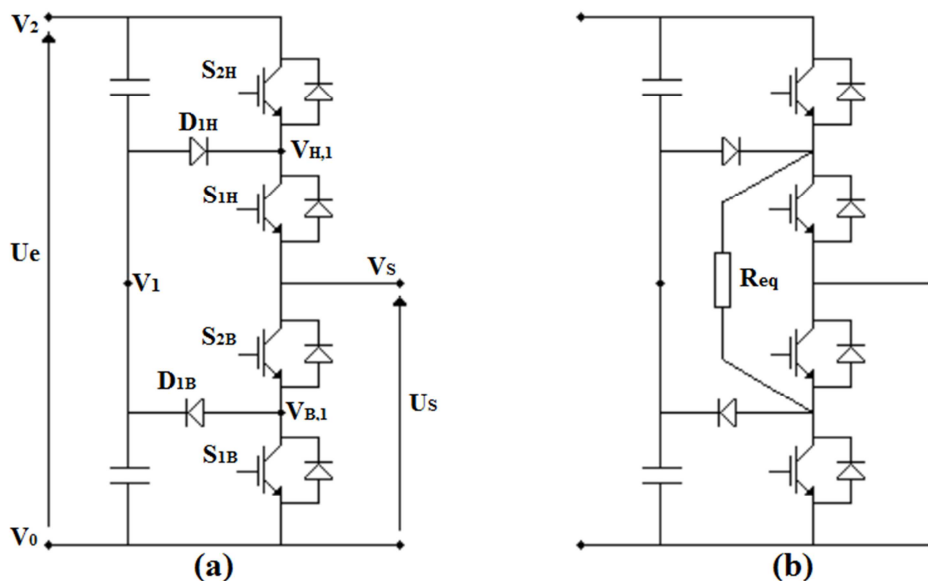 V2
S2H
D1H
VH,1
S1H
Ue
V1
VS
Req
S2B
D1B
VB,1
US
S1B
V0
(a)
(b)